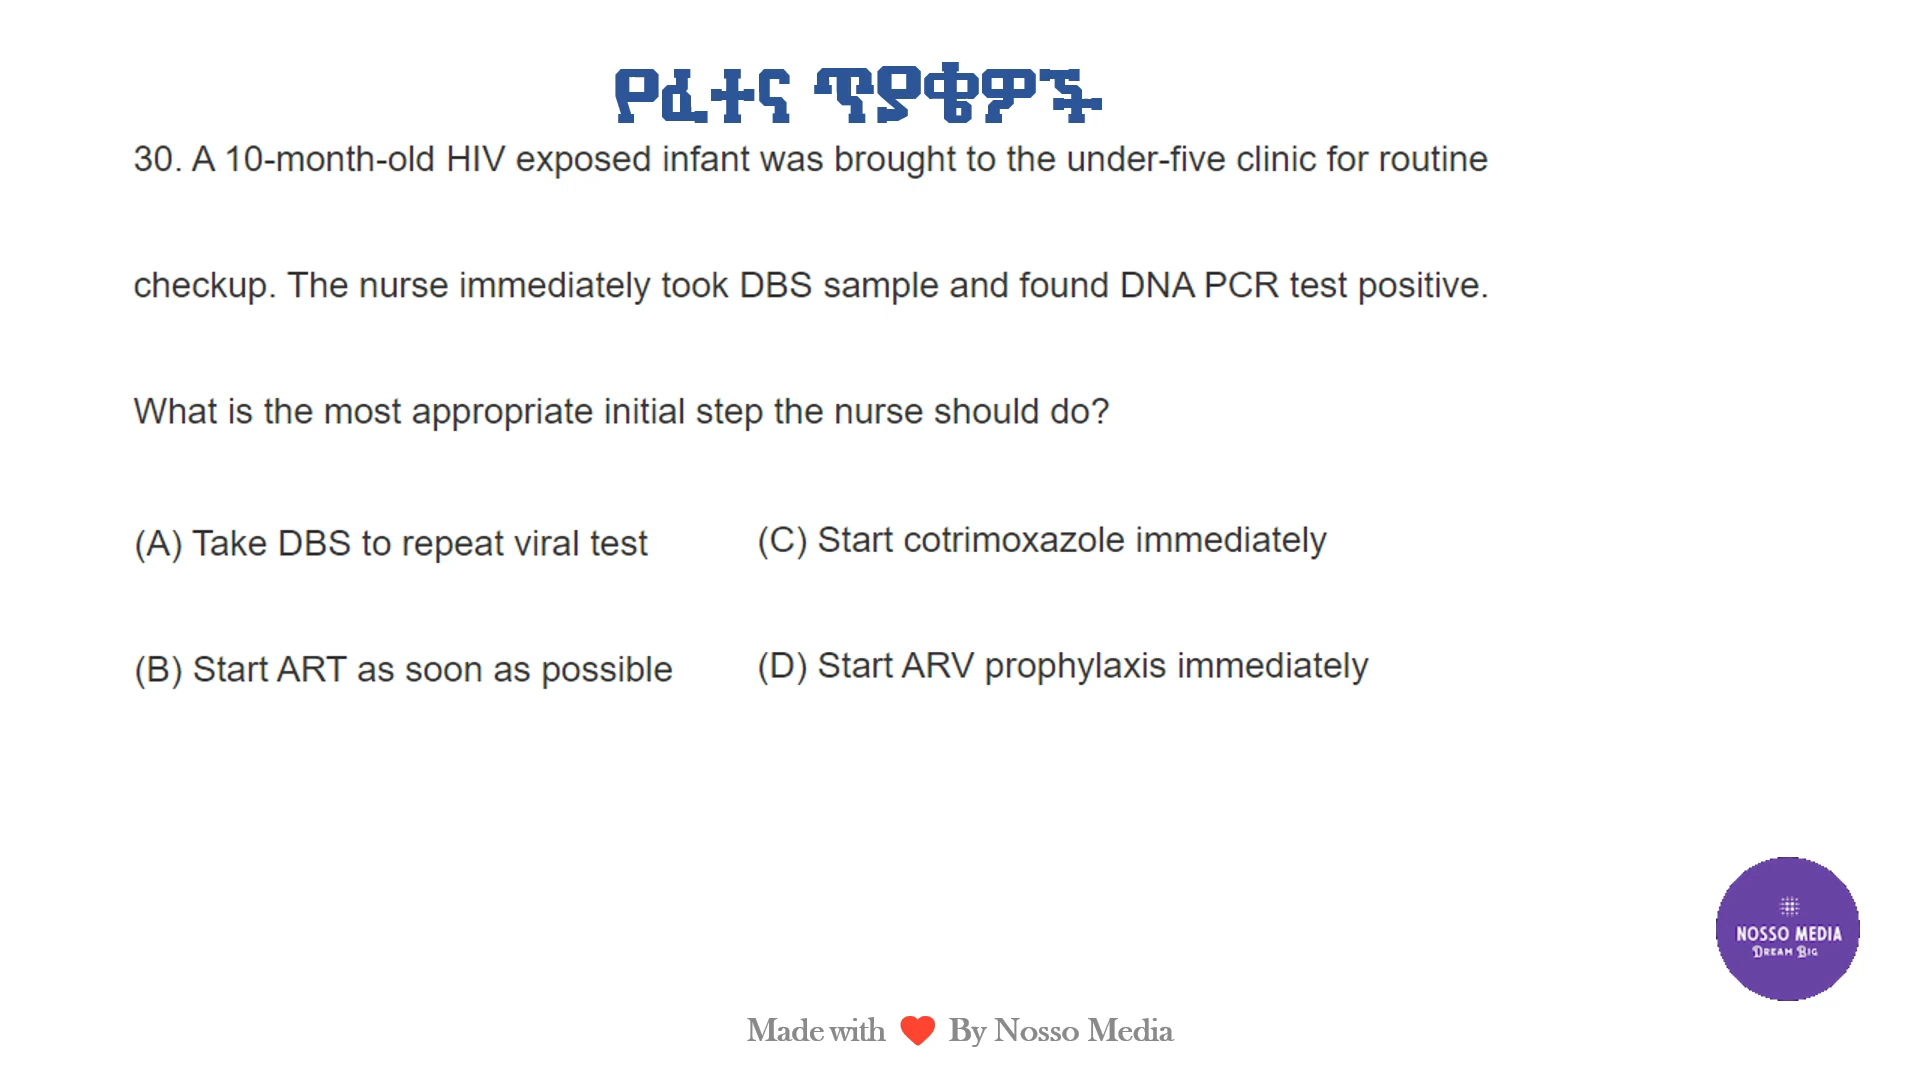 የፈተና ጥያቄዎች
30. A 10-month-old HIV exposed infant was brought to the under-five clinic for routine
checkup. The nurse immediately took DBS sample and found DNA PCR test positive.
What is the most appropriate initial step the nurse should do?
(A) Take DBS to repeat viral test
(C) Start cotrimoxazole immediately
(B) Start ART as soon as possible
(D) Start ARV prophylaxis immediately
NOSSO MEDIA
DREAM BIG
Made with ❤ By Nosso Media